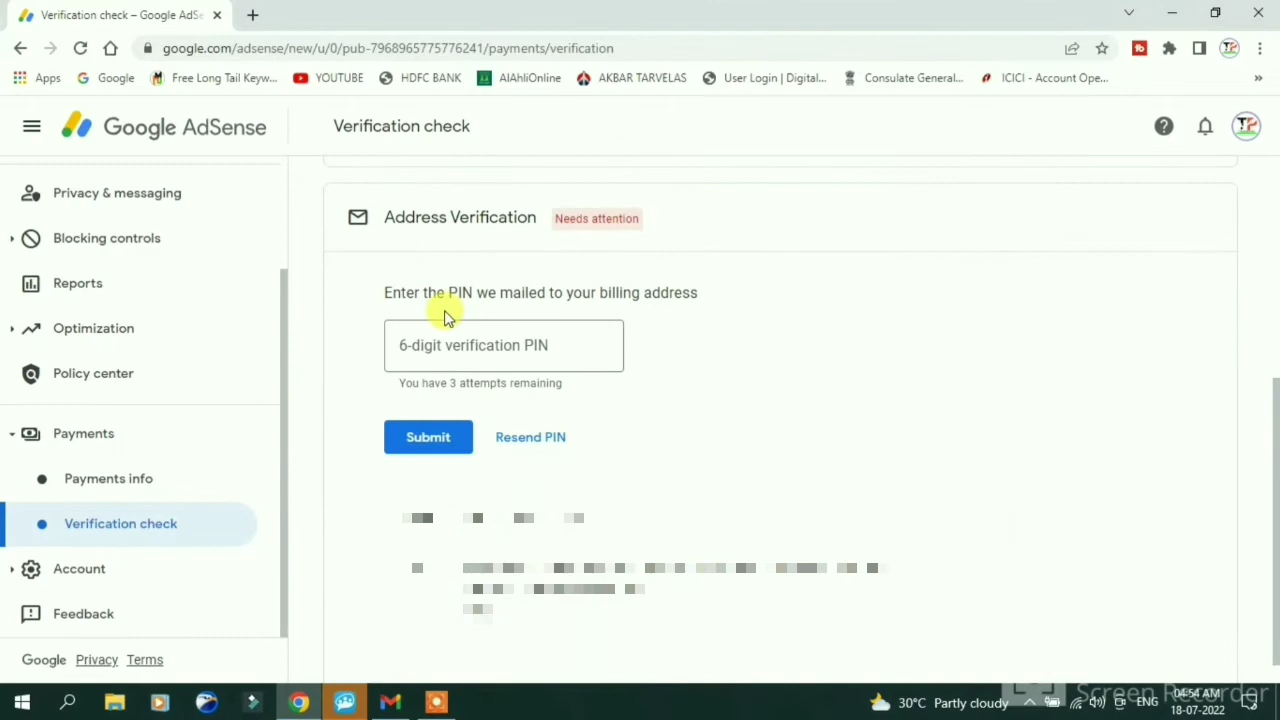 Verification check – Google AdSe
google.com/adsense/new/u/0/pub-7968965775776241/payments/verification
Apps Google Free Long Tail Keyw... YOUTUBE HDFC BANK AlAhliOnline AKBAR TARVELAS User Login | Digital... Consulate General... ICICI - Account Ope... »
Google AdSense Verification check
Privacy & messaging
Blocking controls
Reports
Optimization
Policy center
Payments
Payments info
Verification check
Account
Feedback
Google Privacy Terms
Address Verification Needs attention
Enter the PIN we mailed to your billing address
6-digit verification PIN
You have 3 attempts remaining
Submit Resend PIN
Screen Recorder
30°C Partly cloudy ENG 04:54 AM
18-07-2022